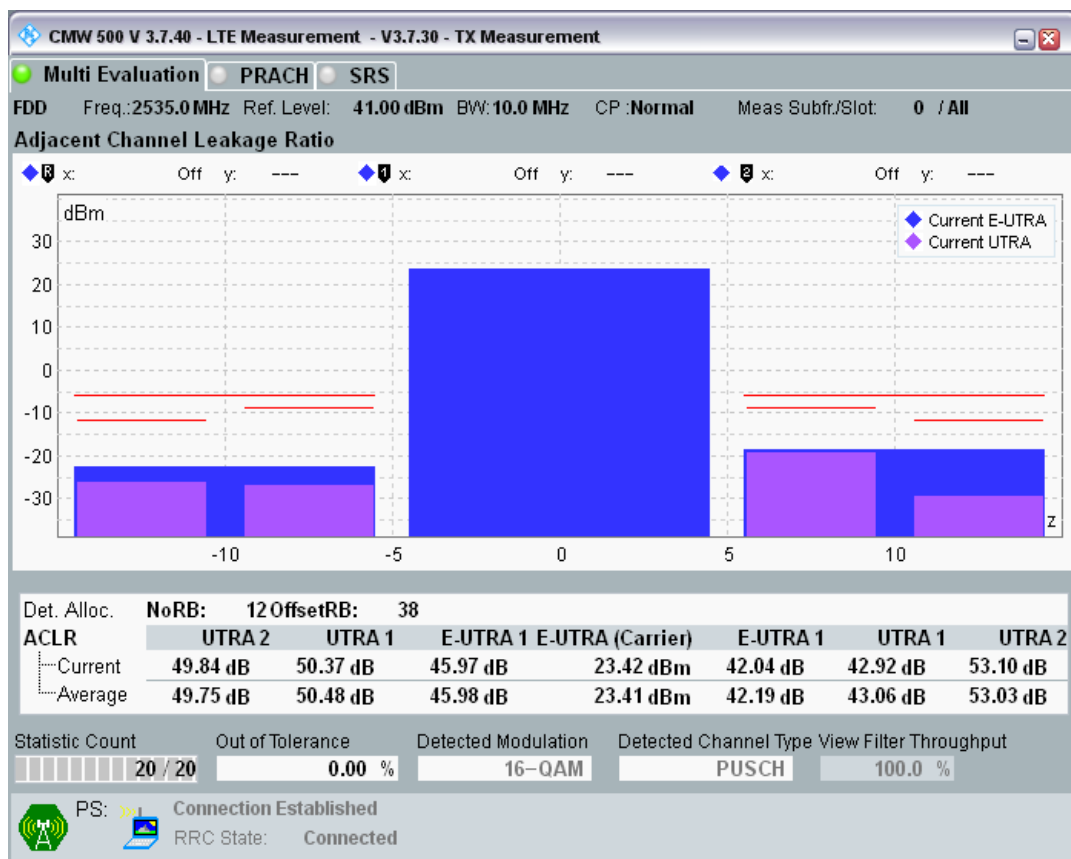 CMW 500 V 3.7.40 - LTE Measurement - V3.7.30 - TX Measurement
Multi Evaluation PRACH SRS
FDD Freq.:2535.0 MHz Ref. Level: 41.00 dBm BW: 10.0 MHz CP :Normal Meas Subfr./Slot: 0 / All
Adjacent Channel Leakage Ratio
R x: Off y: --- 1 x: Off y: --- 2 x: Off y: ---
dBm
Current E-UTRA
Current UTRA
30
20
10
0
-10
-20
-30
z
-10 -5 0 5 10
Det. Alloc. NoRB: 12 OffsetRB: 38
ACLR UTRA 2 UTRA 1 E-UTRA 1 E-UTRA (Carrier) E-UTRA 1 UTRA 1 UTRA 2
Current 49.84 dB 50.37 dB 45.97 dB 23.42 dBm 42.04 dB 42.92 dB 53.10 dB
Average 49.75 dB 50.48 dB 45.98 dB 23.41 dBm 42.19 dB 43.06 dB 53.03 dB
Statistic Count Out of Tolerance Detected Modulation Detected Channel Type View Filter Throughput
20 / 20 0.00 % 16-QAM PUSCH 100.0 %
PS: Connection Established
RRC State: Connected